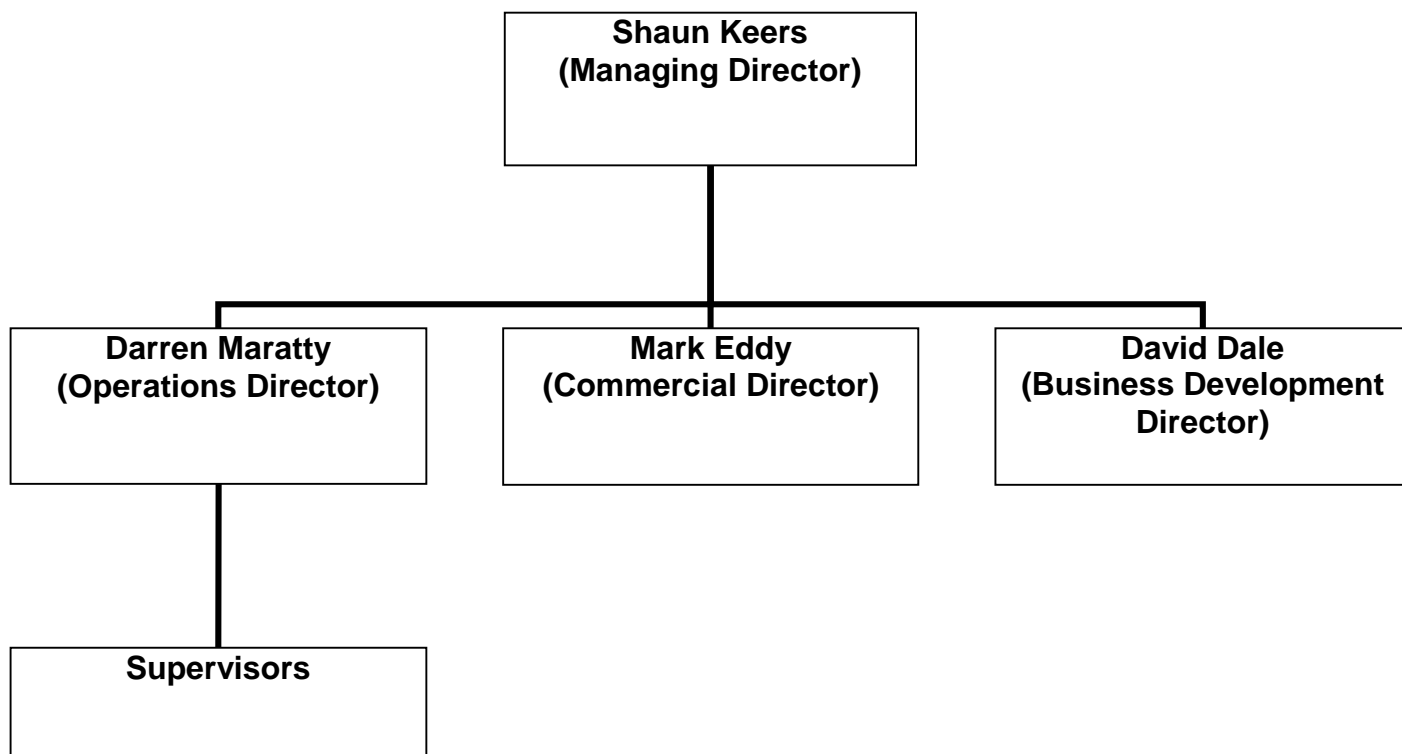 Shaun Keers
(Managing Director)
Darren Maratty
(Operations Director)
Mark Eddy
(Commercial Director)
David Dale
(Business Development
Director)
Supervisors